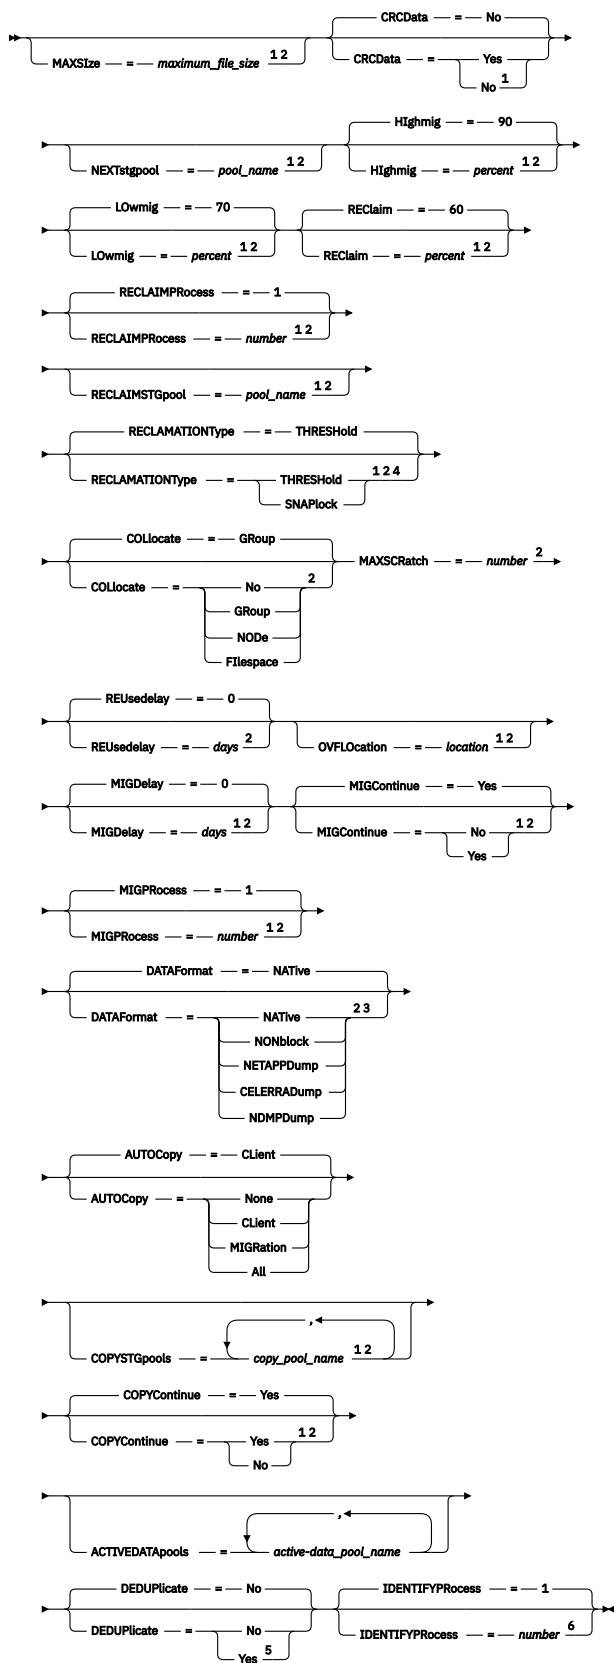 CRCData = No
MAXSIze = maximum_file_size 1 2 CRCData = Yes
No 1
HIghmig = 90
NEXTstgpool = pool_name 1 2 HIghmig = percent 1 2
LOwmig = 70 REClaim = 60
LOwmig = percent 1 2 REClaim = percent 1 2
RECLAIMPRocess = 1
RECLAIMPRocess = number 1 2
RECLAIMSTGpool = pool_name 1 2
RECLAMATIONType = THRESHold
RECLAMATIONType = THRESHold 1 2 4
SNAPlock
COLlocate = GRoup MAXSCRatch = number 2
COLlocate = No 2
GRoup
NODe
FIlespace
REUsedelay = 0
REUsedelay = days 2 OVFLOcation = location 1 2
MIGDelay = 0 MIGContinue = Yes
MIGDelay = days 1 2 MIGContinue = No 1 2
Yes
MIGPRocess = 1
MIGPRocess = number 1 2
DATAFormat = NATive
DATAFormat = NATive 2 3
NONblock
NETAPPDump
CELERRADump
NDMPDump
AUTOCopy = CLient
AUTOCopy = None
CLient
MIGRation
All
,
COPYSTGpools = copy_pool_name 1 2
COPYContinue = Yes
COPYContinue = Yes 1 2
No
,
ACTIVEDATApools = active-data_pool_name
DEDUPlicate = No IDENTIFYPRocess = 1
DEDUPlicate = No IDENTIFYPRocess = number 6
Yes 5